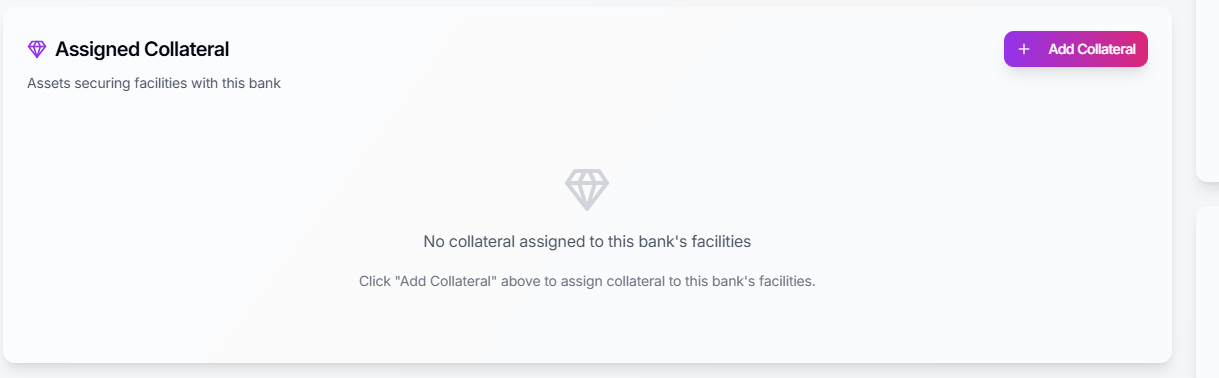 Assigned Collateral
Add Collateral
Assets securing facilities with this bank
No collateral assigned to this bank's facilities
Click "Add Collateral" above to assign collateral to this bank's facilities.